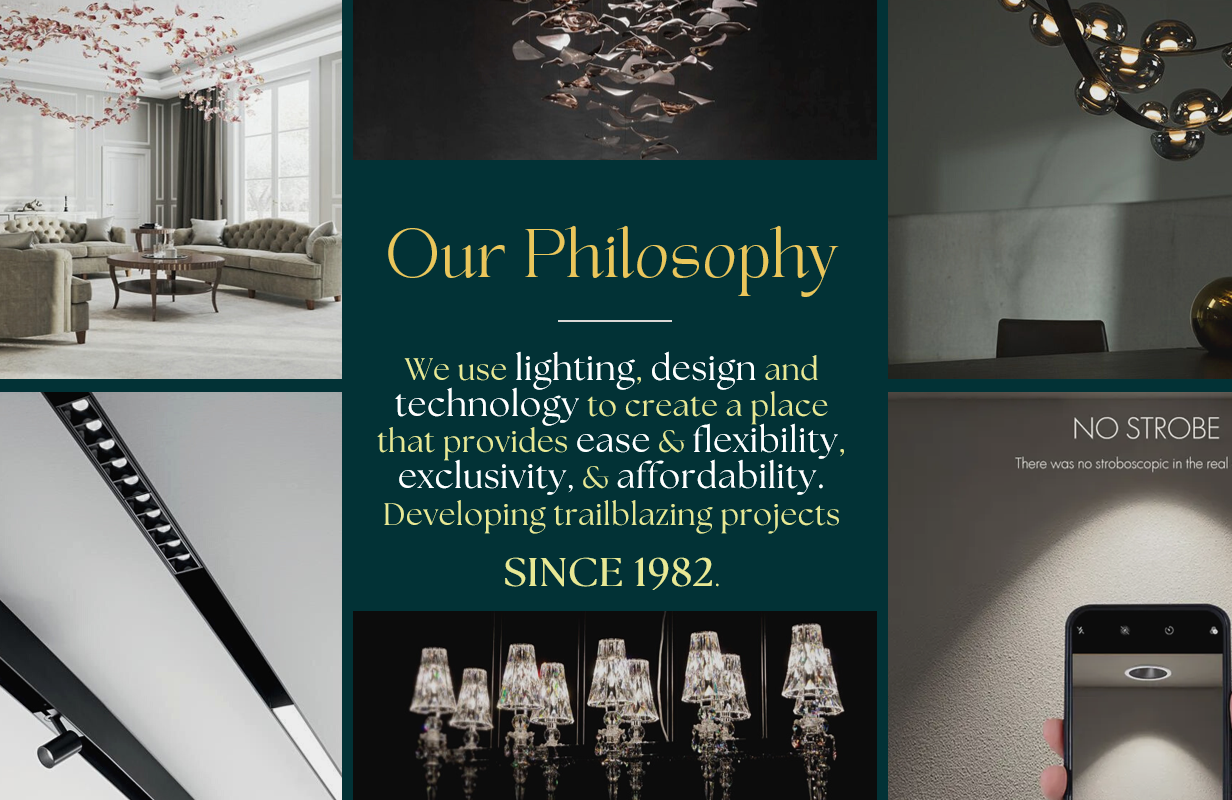 Our Philosophy
We use lighting, design and
technology to create a place
that provides ease & flexibility,
exclusivity, & affordability.
Developing trailblazing projects
SINCE 1982.
NO STROBE
There was no stroboscopic in the real